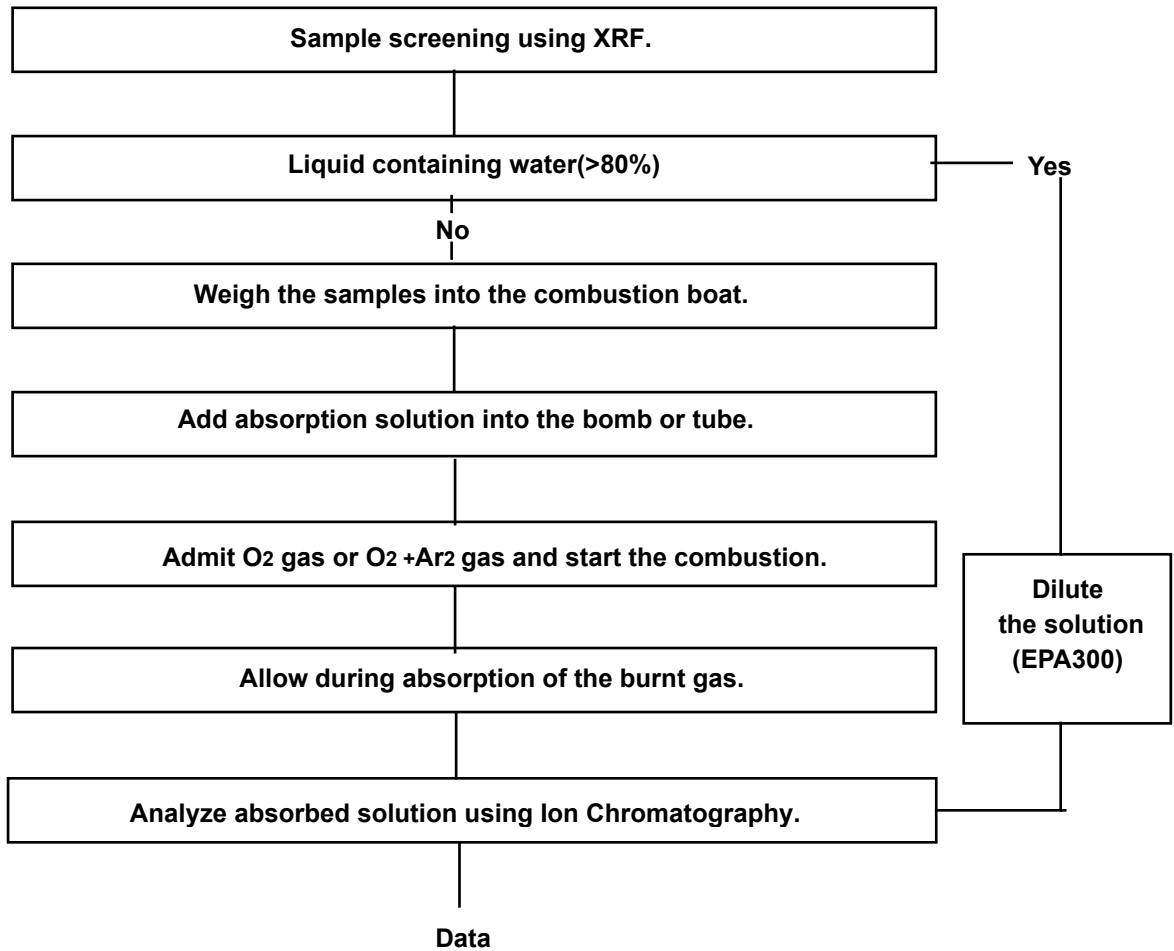 Sample screening using XRF.
Liquid containing water(>80%)
Yes
No
Weigh the samples into the combustion boat.
Add absorption solution into the bomb or tube.
Admit O2 gas or O2 +Ar2 gas and start the combustion.
Dilute
the solution
(EPA300)
Allow during absorption of the burnt gas.
Analyze absorbed solution using Ion Chromatography.
Data